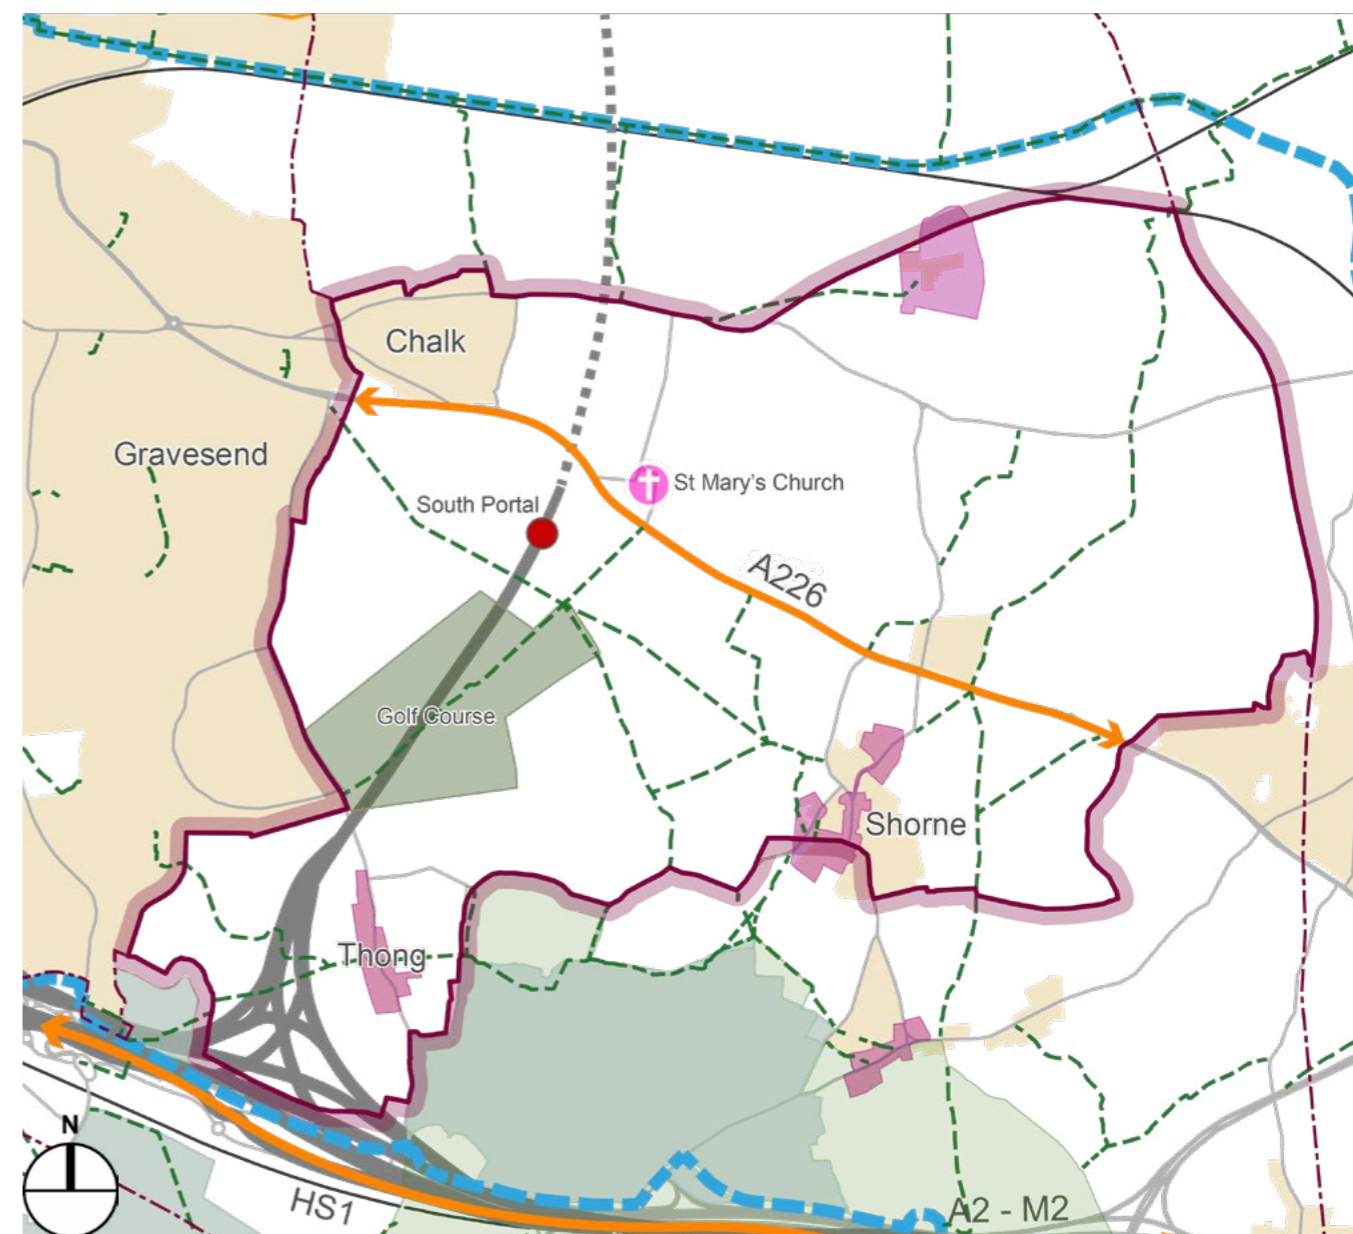 Chalk
Gravesend
South Portal
St Mary's Church
A226
Golf Course
Shorne
Thong
N
HS1
A2 - M2